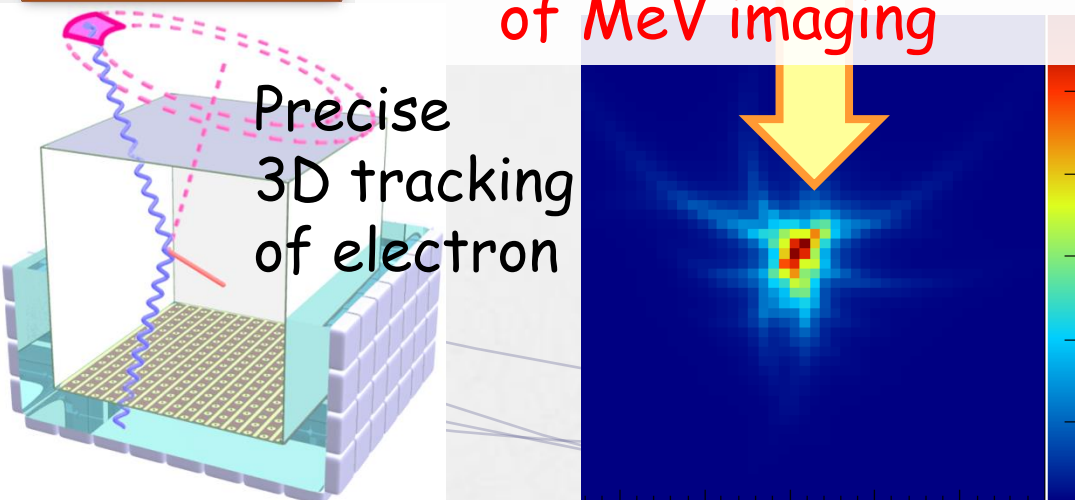 of MeV imaging
Precise
3D tracking
of electron